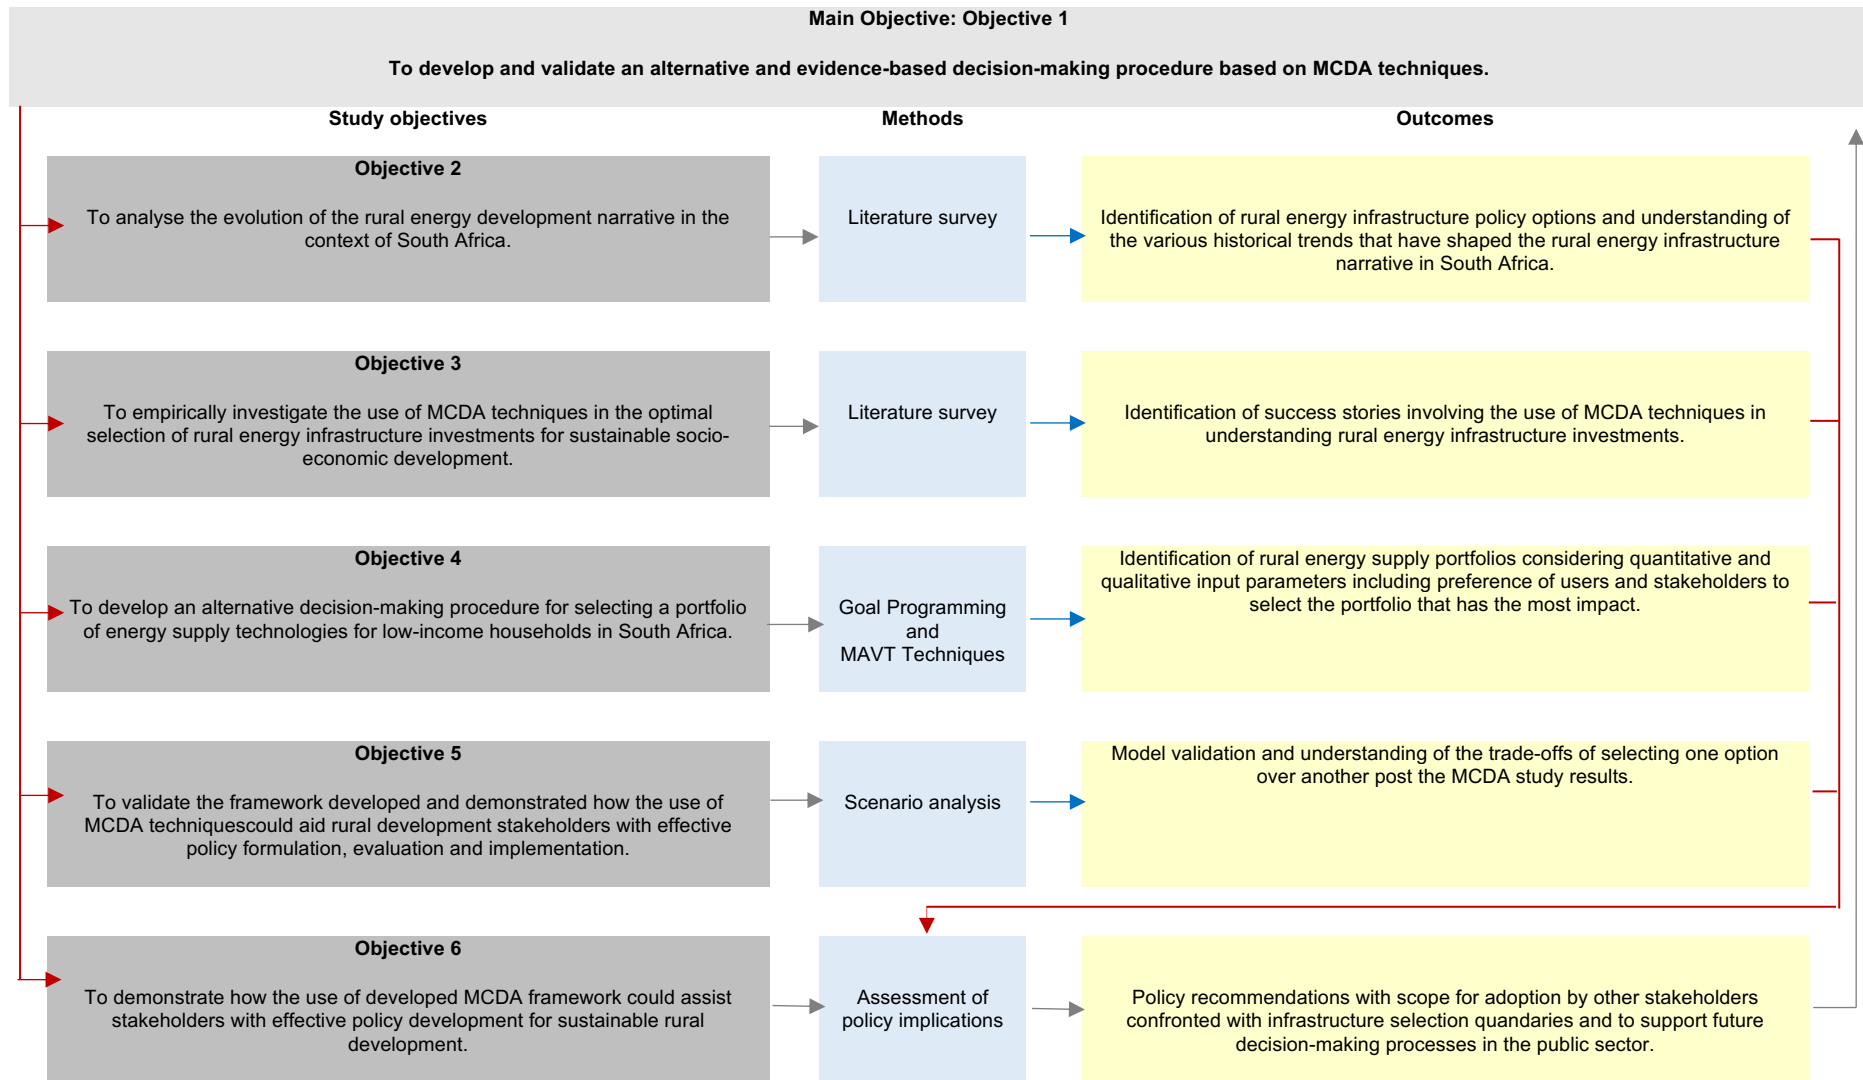 Main Objective: Objective 1
To develop and validate an alternative and evidence-based decision-making procedure based on MCDA techniques.
Study objectives
Methods
Outcomes
Objective 2
To analyse the evolution of the rural energy development narrative in the
context of South Africa.
Literature survey
Identification of rural energy infrastructure policy options and understanding of
the various historical trends that have shaped the rural energy infrastructure
narrative in South Africa.
Objective 3
To empirically investigate the use of MCDA techniques in the optimal
selection of rural energy infrastructure investments for sustainable socio-
economic development.
Literature survey
Identification of success stories involving the use of MCDA techniques in
understanding rural energy infrastructure investments.
Objective 4
To develop an alternative decision-making procedure for selecting a portfolio
of energy supply technologies for low-income households in South Africa.
Goal Programming
and
MAVT Techniques
Identification of rural energy supply portfolios considering quantitative and
qualitative input parameters including preference of users and stakeholders to
select the portfolio that has the most impact.
Objective 5
To validate the framework developed and demonstrated how the use of
MCDA techniquescould aid rural development stakeholders with effective
policy formulation, evaluation and implementation.
Scenario analysis
Model validation and understanding of the trade-offs of selecting one option
over another post the MCDA study results.
Objective 6
To demonstrate how the use of developed MCDA framework could assist
stakeholders with effective policy development for sustainable rural
development.
Assessment of
policy implications
Policy recommendations with scope for adoption by other stakeholders
confronted with infrastructure selection quandaries and to support future
decision-making processes in the public sector.